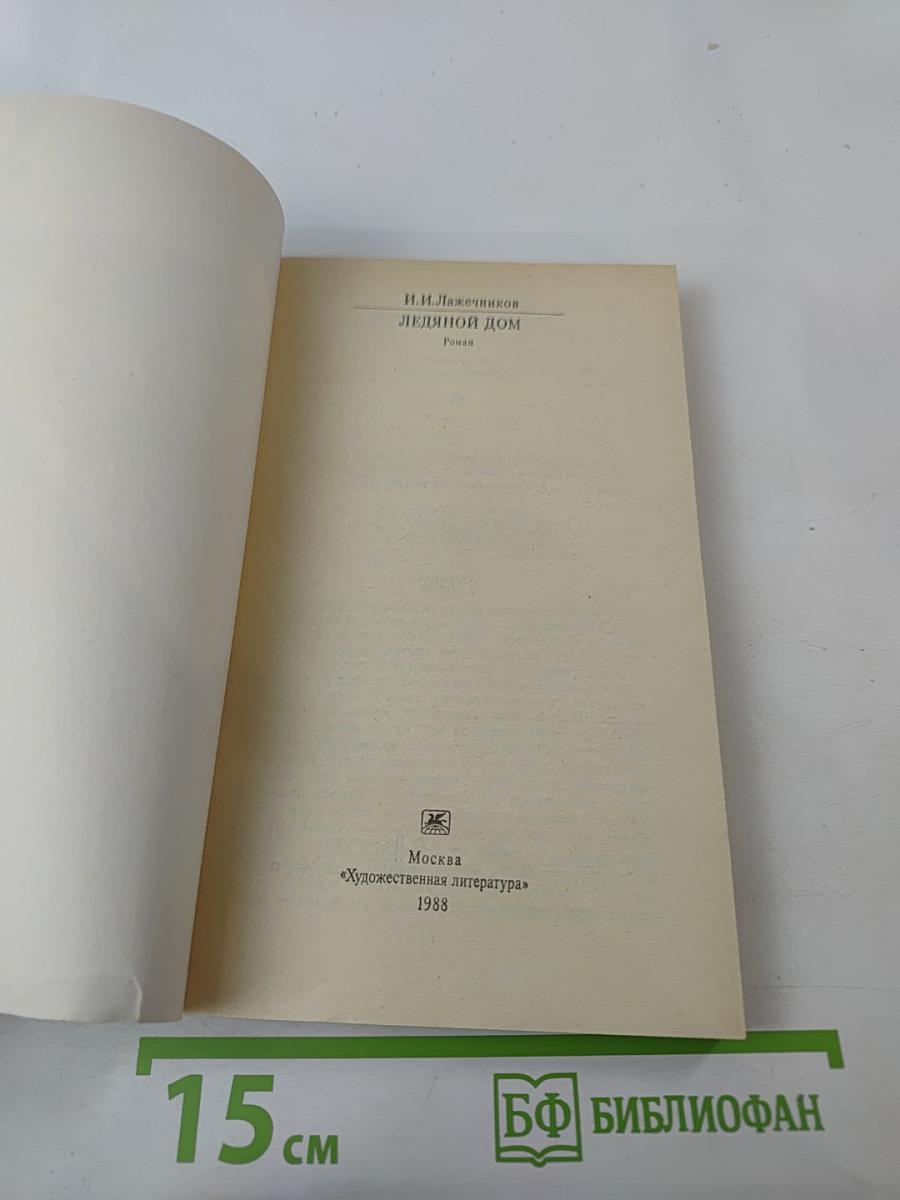 И.И.Лажечников
ЛЕДЯНОЙ ДОМ
Роман
Москва
«Художественная литература»
1988
15 см
БФ БИБЛИОФАН